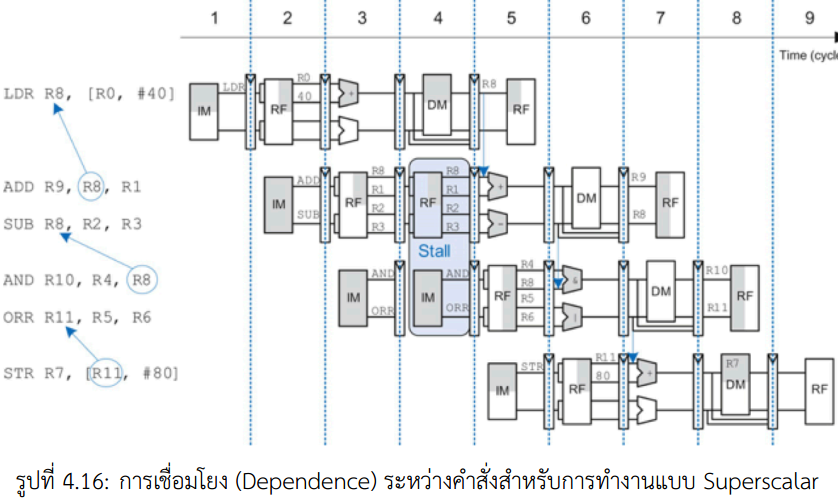 1 2 3 4 5 6 7 8 9
Time (cycle
LDR R8, [R0, #40]
IM LDR RF R0 40 + DM R8 RF
ADD R9, R8, R1
SUB R8, R2, R3
IM ADD SUB RF R8 R1 R2 R3 RF R8 R1 R2 R3 + - DM R9 R8 RF
Stall
AND R10, R4, R8
ORR R11, R5, R6
IM AND ORR IM AND ORR RF R4 R8 R5 R6 & | DM R10 R11 RF
STR R7, [R11, #80]
IM STR RF R11 80 + R7 DM RF
รูปที่ 4.16: การเชื่อมโยง (Dependence) ระหว่างคำสั่งสำหรับการทำงานแบบ Superscalar